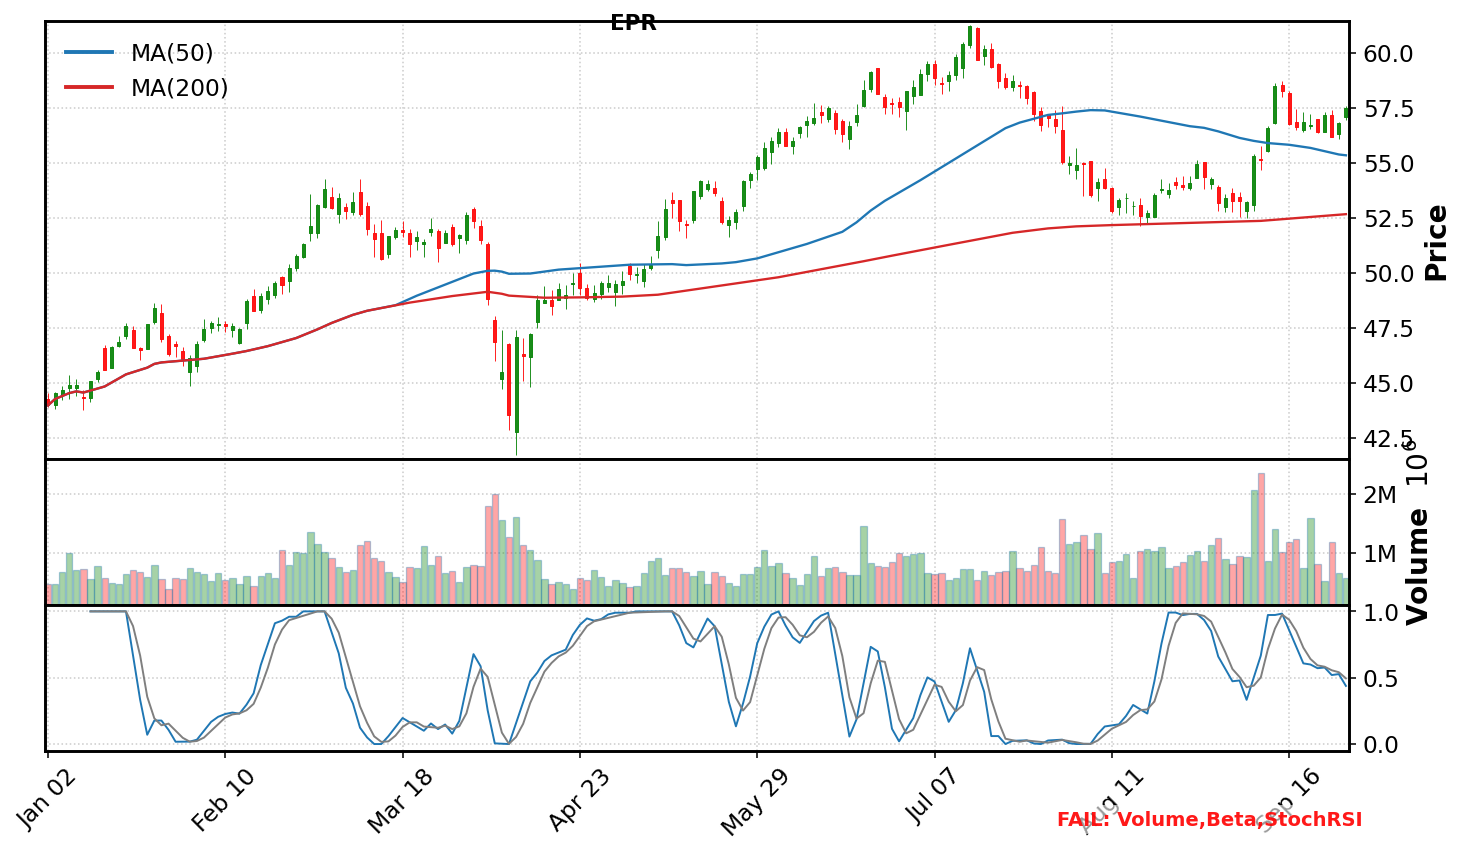 EPR
MA(50)
MA(200)
60.0
57.5
55.0
52.5
50.0
47.5
45.0
42.5
Price
2M
1M
Volume 10⁶
1.0
0.5
0.0
Jan 02
Feb 10
Mar 18
Apr 23
May 29
Jul 07
Aug 11
Sep 16
FAIL: Volume,Beta,StochRSI